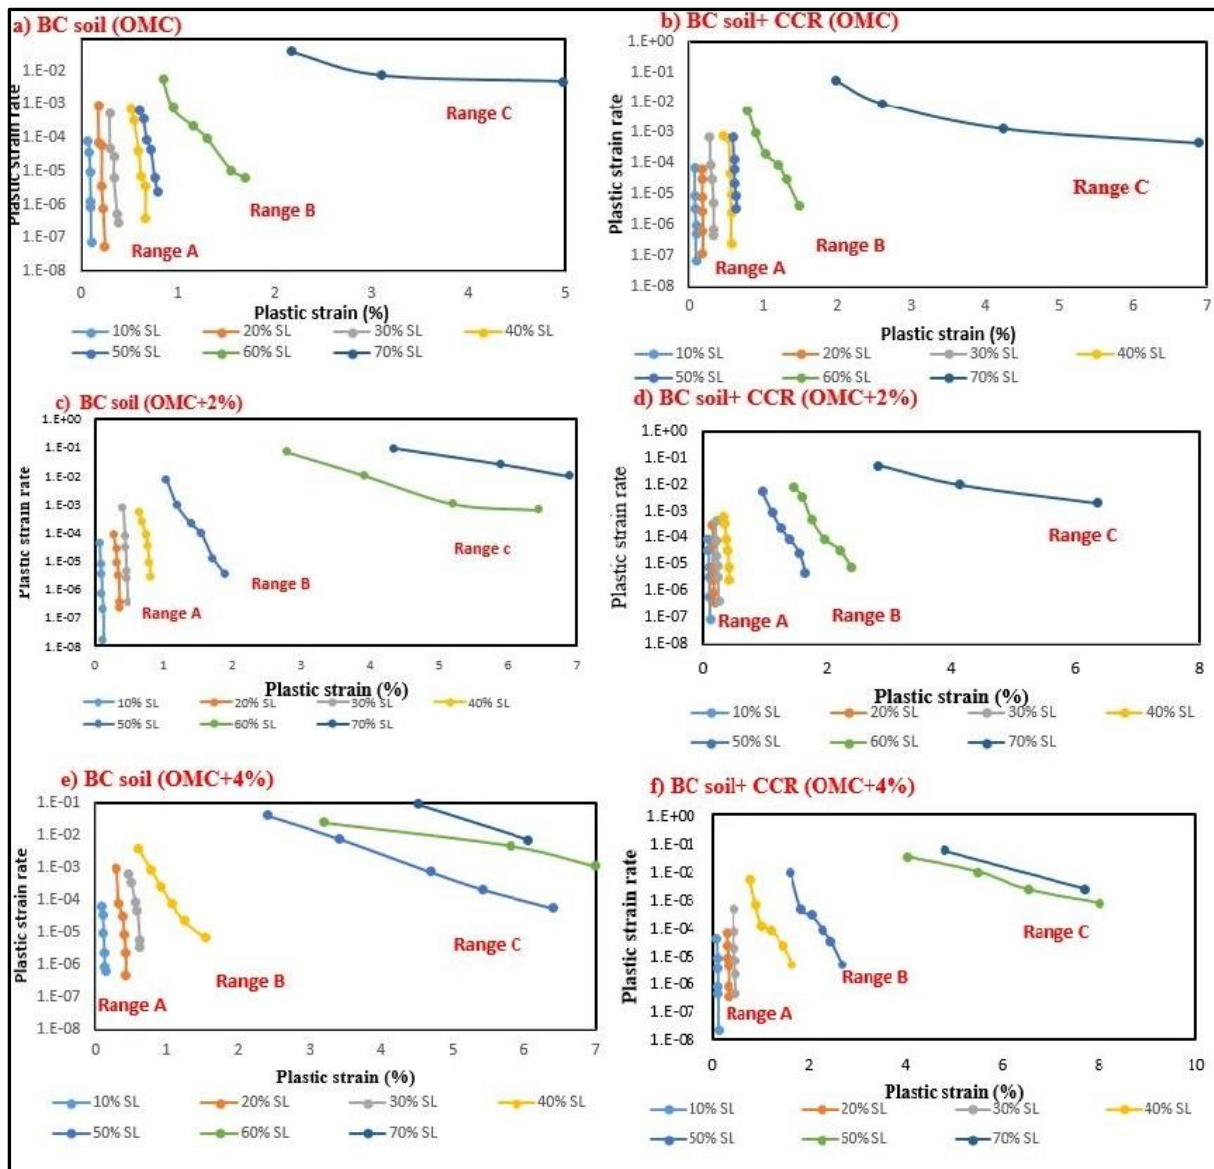 a) BC soil (OMC)
Plastic strain rate
1.E-02
1.E-03
1.E-04
1.E-05
1.E-06
1.E-07
1.E-08
0 1 2 3 4 5
Range A
Range B
Range C
Plastic strain (%)
10% SL 20% SL 30% SL 40% SL
50% SL 60% SL 70% SL
b) BC soil+ CCR (OMC)
Plastic strain rate
1.E+00
1.E-01
1.E-02
1.E-03
1.E-04
1.E-05
1.E-06
1.E-07
1.E-08
0 1 2 3 4 5 6 7
Range A
Range B
Range C
Plastic strain (%)
10% SL 20% SL 30% SL 40% SL
50% SL 60% SL 70% SL
c) BC soil (OMC+2%)
Plastic strain rate
1.E+00
1.E-01
1.E-02
1.E-03
1.E-04
1.E-05
1.E-06
1.E-07
1.E-08
0 1 2 3 4 5 6 7
Range A
Range B
Range c
Plastic strain (%)
10% SL 20% SL 30% SL 40% SL
50% SL 60% SL 70% SL
d) BC soil+ CCR (OMC+2%)
Plastic strain rate
1.E+00
1.E-01
1.E-02
1.E-03
1.E-04
1.E-05
1.E-06
1.E-07
1.E-08
0 2 4 6 8
Range A
Range B
Range C
Plastic strain (%)
10% SL 20% SL 30% SL 40% SL
50% SL 60% SL 70% SL
e) BC soil (OMC+4%)
Plastic strain rate
1.E-01
1.E-02
1.E-03
1.E-04
1.E-05
1.E-06
1.E-07
1.E-08
0 1 2 3 4 5 6 7
Range A
Range B
Range C
Plastic strain (%)
10% SL 20% SL 30% SL 40% SL
50% SL 60% SL 70% SL
f) BC soil+ CCR (OMC+4%)
Plastic strain rate
1.E+00
1.E-01
1.E-02
1.E-03
1.E-04
1.E-05
1.E-06
1.E-07
1.E-08
0 2 4 6 8 10
Range A
Range B
Range C
Plastic strain (%)
10% SL 20% SL 30% SL 40% SL
50% SL 60% SL 70% SL